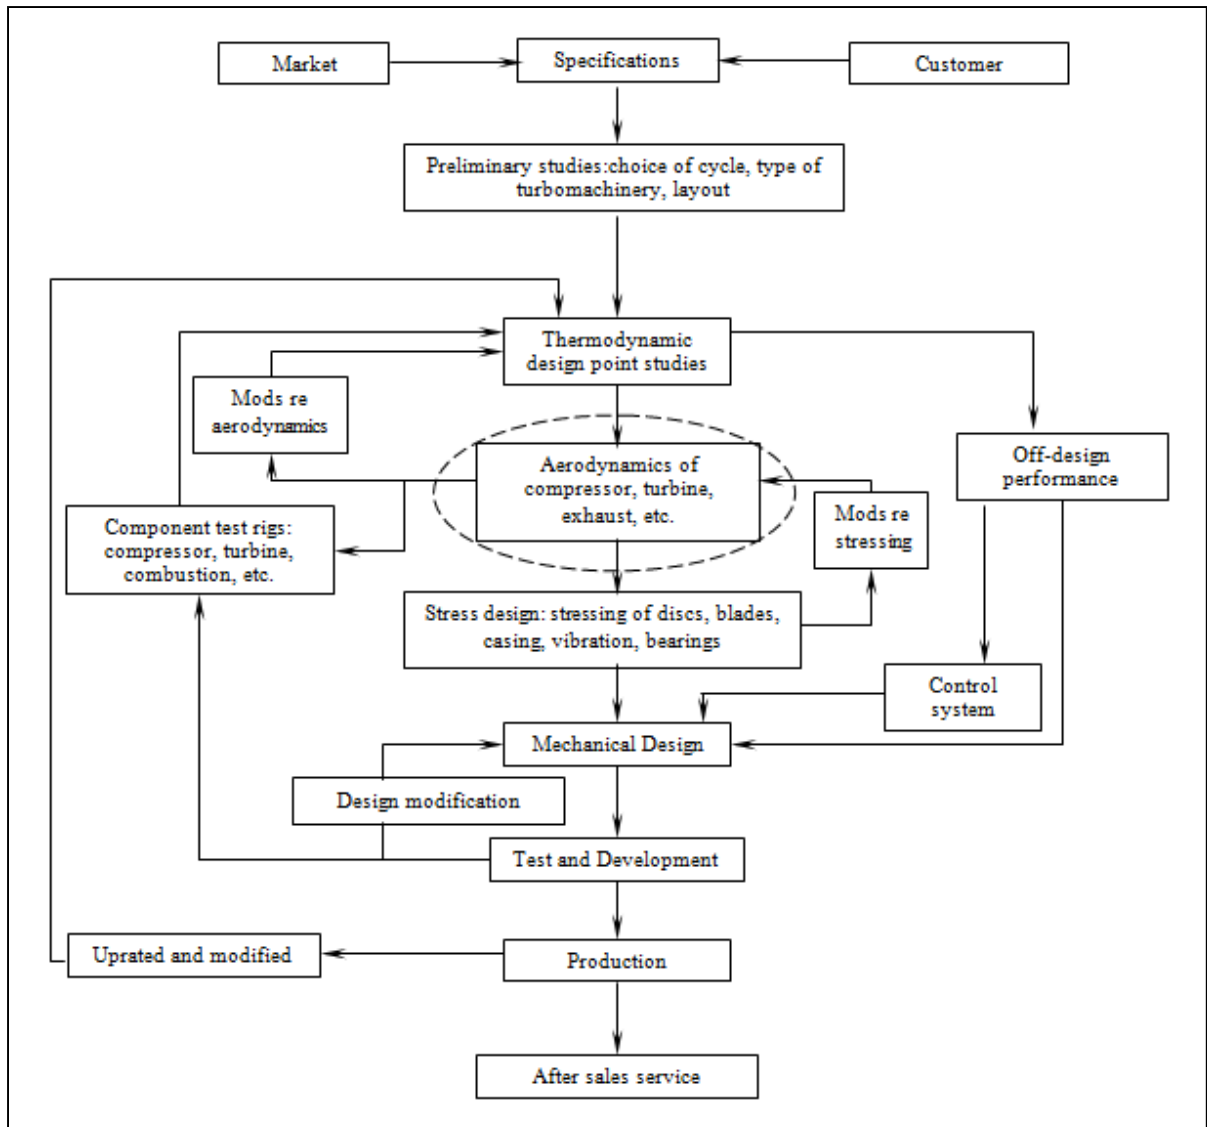 Market
Specifications
Customer
Preliminary studies:choice of cycle, type of
turbomachinery, layout
Thermodynamic
design point studies
Mods re
aerodynamics
Aerodynamics of
compressor, turbine,
exhaust, etc.
Off-design
performance
Mods re
stressing
Component test rigs:
compressor, turbine,
combustion, etc.
Stress design: stressing of discs, blades,
casing, vibration, bearings
Control
system
Mechanical Design
Design modification
Test and Development
Uprated and modified
Production
After sales service